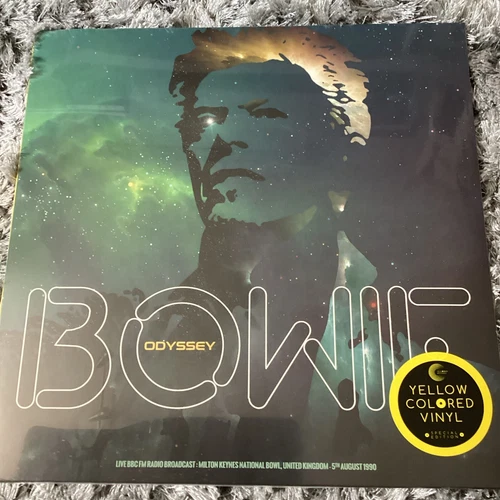 BOWIE
ODYSSEY
YELLOW
COLORED
VINYL
SPECIAL
EDITION
LIVE BBC FM RADIO BROADCAST : MILTON KEYNES NATIONAL BOWL, UNITED KINGDOM - 5TH AUGUST 1990